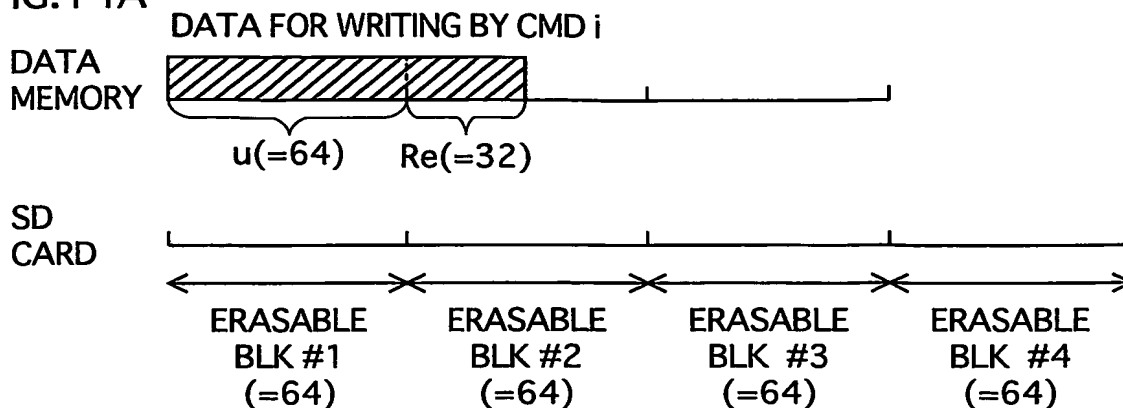 DATA FOR WRITING BY CMD i
DATA
MEMORY
u(=64) Re(=32)
SD
CARD
ERASABLE ERASABLE ERASABLE ERASABLE
BLK #1 BLK #2 BLK #3 BLK #4
(=64) (=64) (=64) (=64)